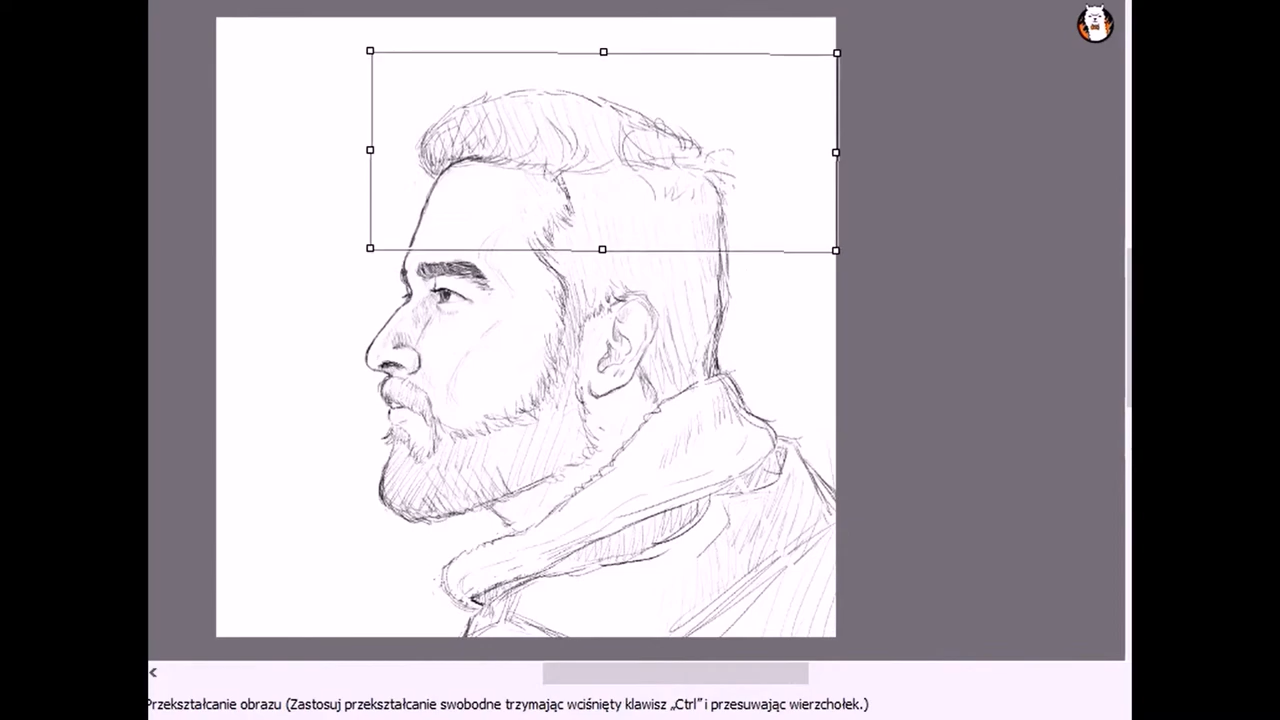 Przekształcanie obrazu (Zastosuj przekształcanie swobodne trzymając wciśnięty klawisz „Ctrl” i przesuwając wierzchołek.)